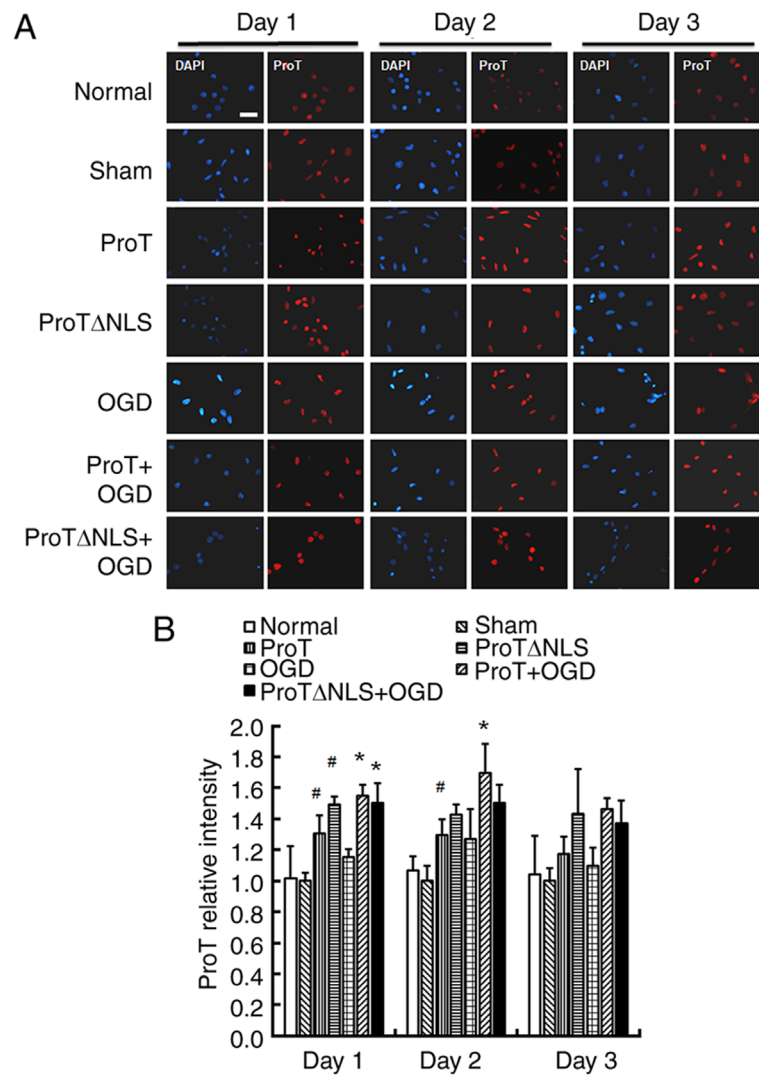 A
Day 1 Day 2 Day 3
DAPI ProT DAPI ProT DAPI ProT
Normal
Sham
ProT
ProTΔNLS
OGD
ProT+
OGD
ProTΔNLS+
OGD
B
Normal Sham
ProT ProTΔNLS
OGD ProT+OGD
ProTΔNLS+OGD
ProT relative intensity
2.0
1.8
1.6
1.4
1.2
1.0
0.8
0.6
0.4
0.2
0.0
# # * * # *
Day 1 Day 2 Day 3